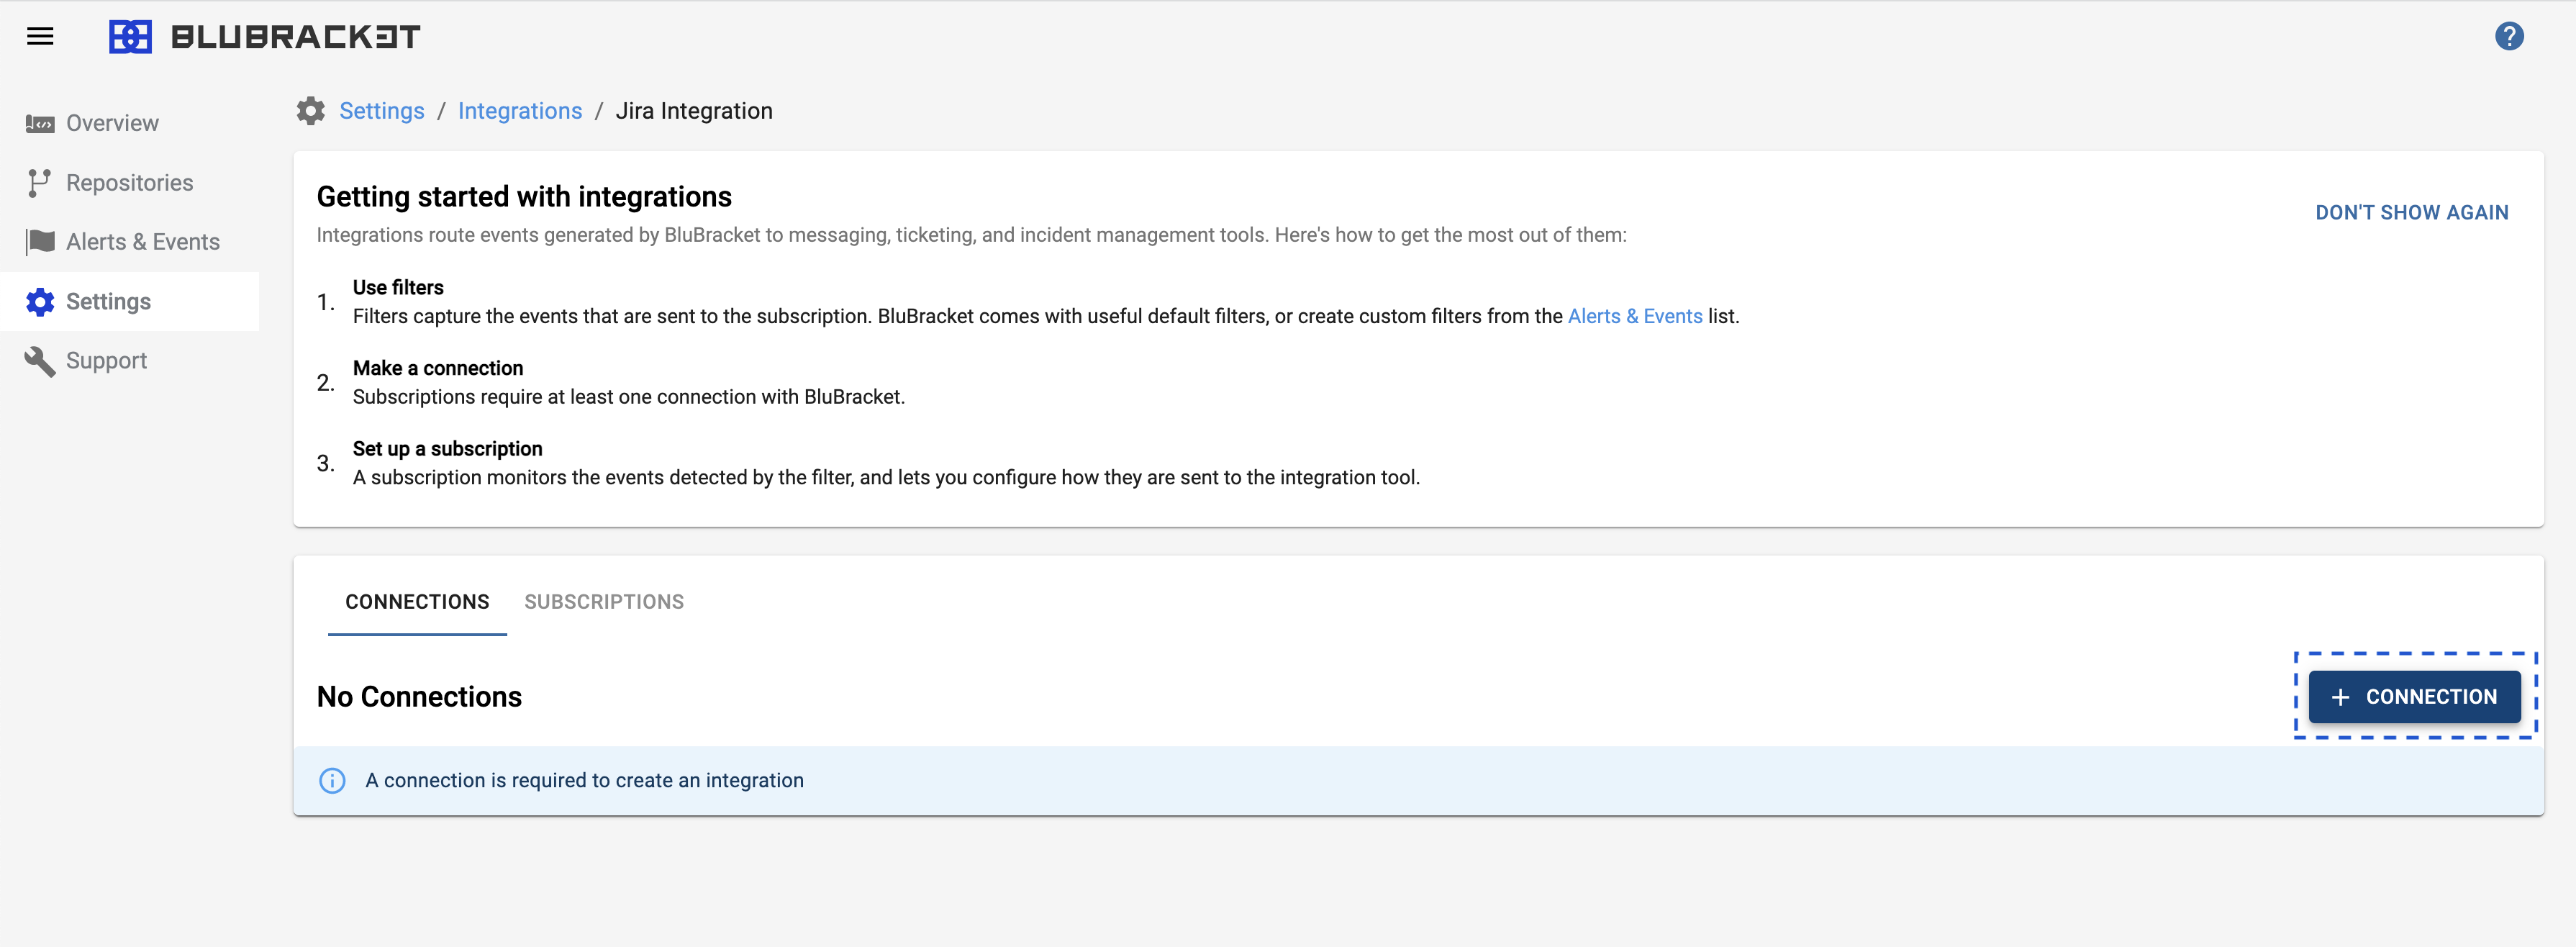 BLUBRACKET
?
Overview
Repositories
Alerts & Events
Settings
Support
Settings / Integrations / Jira Integration
Getting started with integrations
DON'T SHOW AGAIN
Integrations route events generated by BluBracket to messaging, ticketing, and incident management tools. Here's how to get the most out of them:
1. Use filters
Filters capture the events that are sent to the subscription. BluBracket comes with useful default filters, or create custom filters from the Alerts & Events list.
2. Make a connection
Subscriptions require at least one connection with BluBracket.
3. Set up a subscription
A subscription monitors the events detected by the filter, and lets you configure how they are sent to the integration tool.
CONNECTIONS SUBSCRIPTIONS
No Connections
+ CONNECTION
A connection is required to create an integration